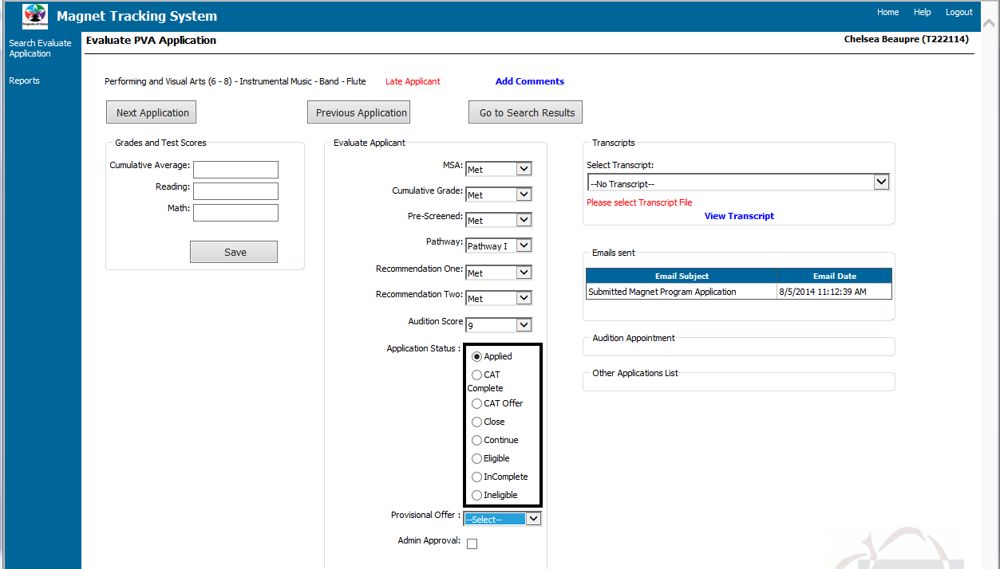 Programs of Choice
Magnet Tracking System
Home Help Logout
Search Evaluate
Application
Reports
Evaluate PVA Application
Chelsea Beaupre (T222114)
Performing and Visual Arts (6 - 8) - Instrumental Music - Band - Flute Late Applicant Add Comments
Next Application Previous Application Go to Search Results
Grades and Test Scores
Cumulative Average:
Reading:
Math:
Save
Evaluate Applicant
MSA: Met
Cumulative Grade: Met
Pre-Screened: Met
Pathway: Pathway I
Recommendation One: Met
Recommendation Two: Met
Audition Score 9
Application Status : Applied
CAT
Complete
CAT Offer
Close
Continue
Eligible
InComplete
Ineligible
Provisional Offer : --Select--
Admin Approval:
Transcripts
Select Transcript:
--No Transcript--
Please select Transcript File
View Transcript
Emails sent
Email Subject Email Date
Submitted Magnet Program Application 8/5/2014 11:12:39 AM
Audition Appointment
Other Applications List